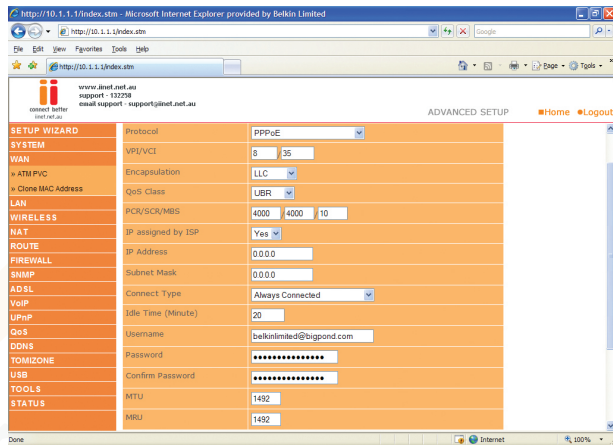 http://10.1.1.1/index.stm - Microsoft Internet Explorer provided by Belkin Limited
http://10.1.1.1/index.stm
Google
File Edit View Favorites Tools Help
http://10.1.1.1/index.stm
Page Tools
www.iinet.net.au
support - 132258
email support - support@iinet.net.au
connect better
iinet.net.au
ADVANCED SETUP Home Logout
SETUP WIZARD
SYSTEM
WAN
» ATM PVC
» Clone MAC Address
LAN
WIRELESS
NAT
ROUTE
FIREWALL
SNMP
ADSL
VoIP
UPnP
QoS
DDNS
TOMIZONE
USB
TOOLS
STATUS
Protocol PPPoE
VPI/VCI 8 / 35
Encapsulation LLC
QoS Class UBR
PCR/SCR/MBS 4000 / 4000 / 10
IP assigned by ISP Yes
IP Address 0.0.0.0
Subnet Mask 0.0.0.0
Connect Type Always Connected
Idle Time (Minute) 20
Username belkinlimited@bigpond.com
Password •••••••••••••••
Confirm Password •••••••••••••••
MTU 1492
MRU 1492
Done Internet 100%